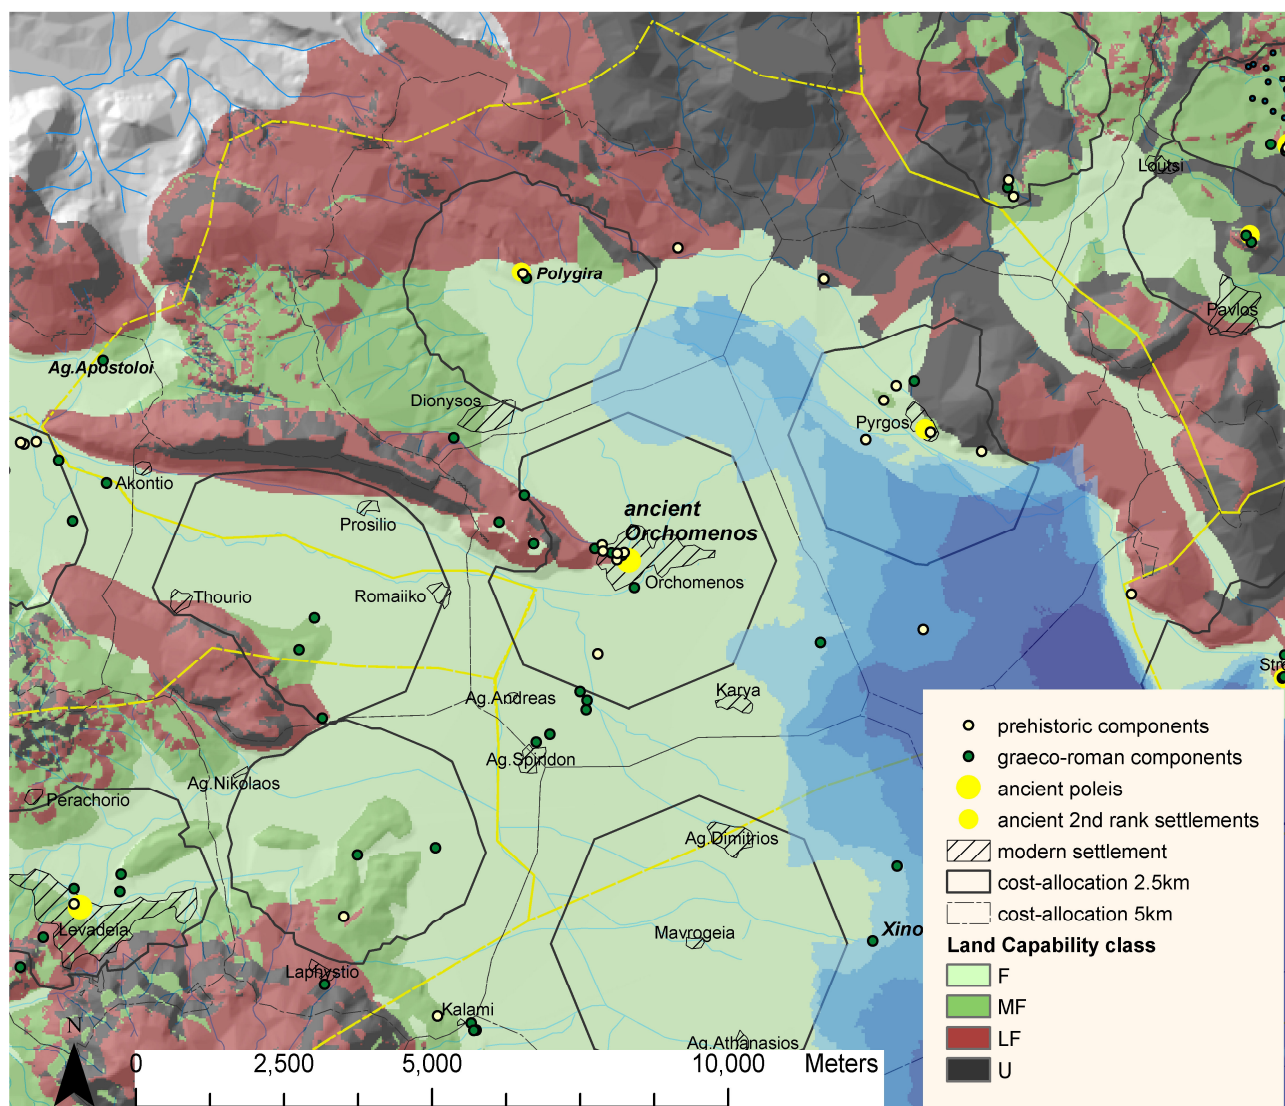 Loutsi
Polygira
Pavlos
Ag.Apostoloi
Dionysos
Pyrgos
Akontio
Prosilio
ancient
Orchomenos
Orchomenos
Thourio
Romaiiko
Ag.Andreas
Karya
Stro
Ag.Spiridon
Ag.Nikolaos
Perachorio
Ag.Dimitrios
Levadeia
Mavrogeia
Xino
Laphystio
Kalami
Ag.Athanasios
N
0 2,500 5,000 10,000 Meters
prehistoric components
graeco-roman components
ancient poleis
ancient 2nd rank settlements
modern settlement
cost-allocation 2.5km
cost-allocation 5km
Land Capability class
F
MF
LF
U